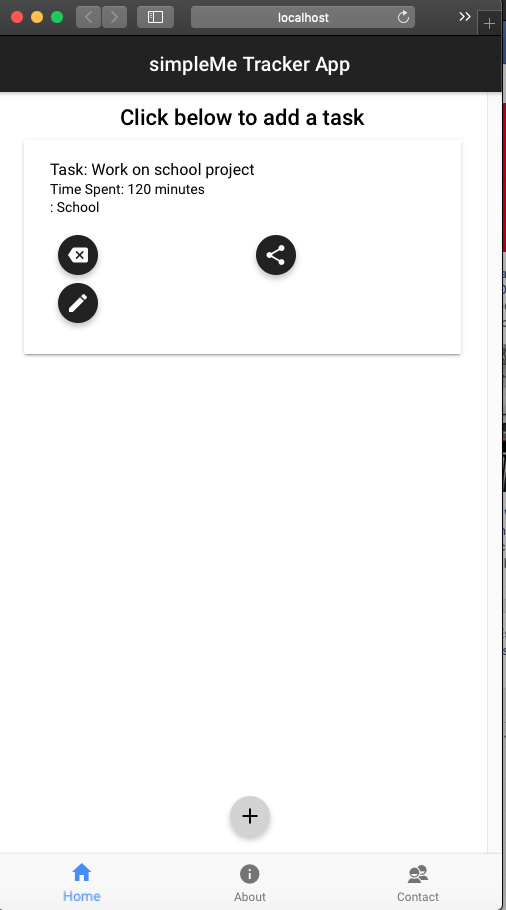 localhost
simpleMe Tracker App
Click below to add a task
Task: Work on school project
Time Spent: 120 minutes
: School
Home
About
Contact